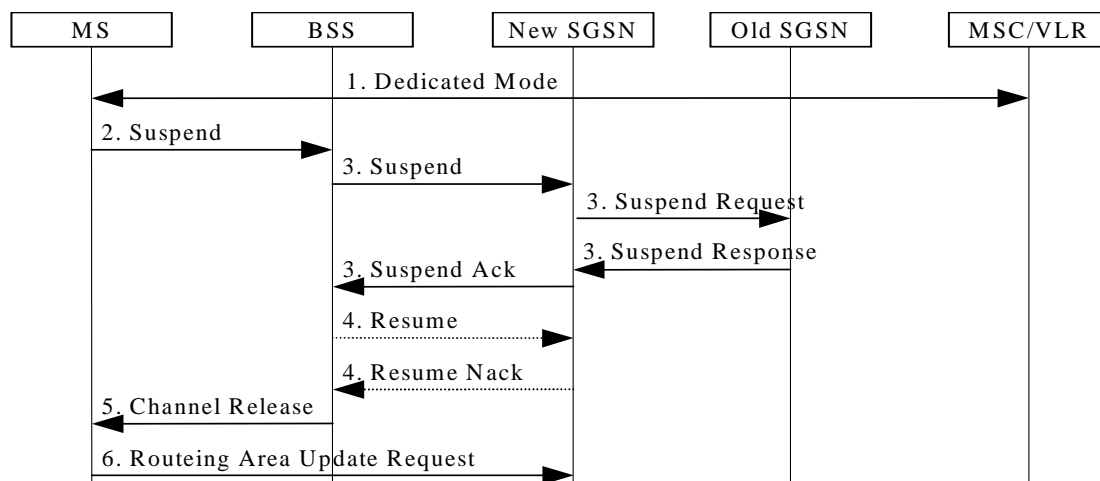 MS BSS New SGSN Old SGSN MSC/VLR
1. Dedicated Mode
2. Suspend
3. Suspend
3. Suspend Request
3. Suspend Response
3. Suspend Ack
4. Resume
4. Resume Nack
5. Channel Release
6. Routeing Area Update Request